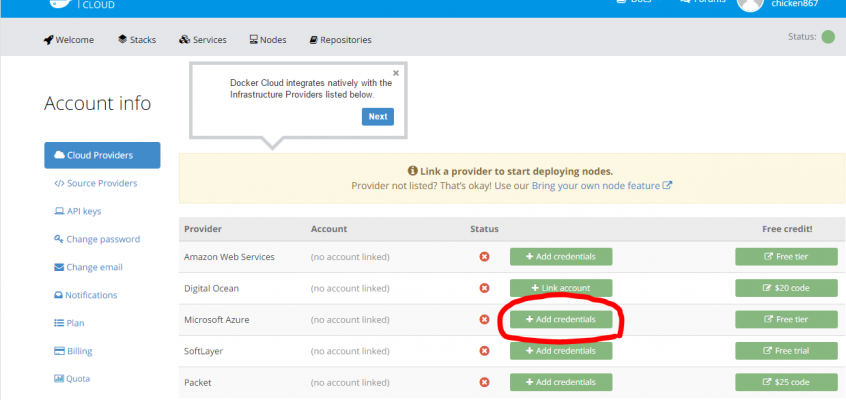 CLOUD
Docs
Forums
chicken867
Welcome
Stacks
Services
Nodes
Repositories
Status:
Docker Cloud integrates natively with the
Infrastructure Providers listed below.
Next
Account info
Cloud Providers
Source Providers
API keys
Change password
Change email
Notifications
Plan
Billing
Quota
Link a provider to start deploying nodes.
Provider not listed? That's okay! Use our Bring your own node feature
Provider Account Status Free credit!
Amazon Web Services (no account linked) Add credentials Free tier
Digital Ocean (no account linked) Link account $20 code
Microsoft Azure (no account linked) Add credentials Free tier
SoftLayer (no account linked) Add credentials Free trial
Packet (no account linked) Add credentials $25 code